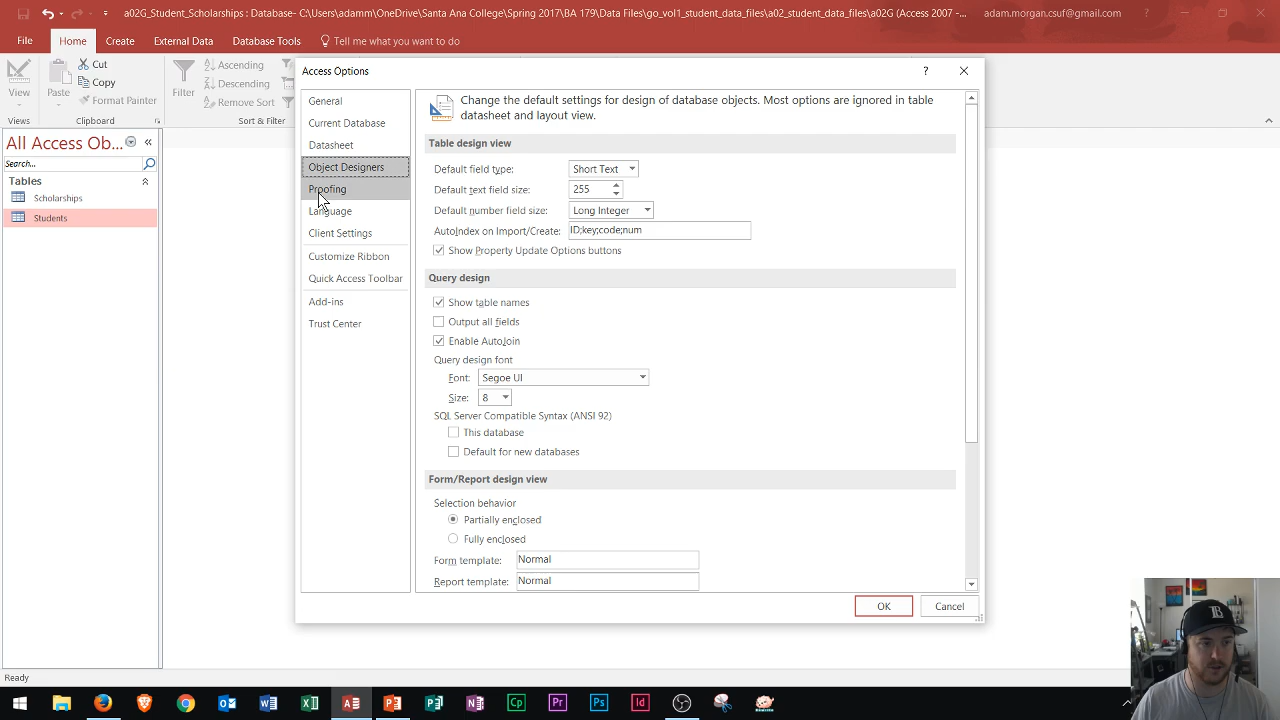 a02G_Student_Scholarships : Database- C:\Users\adamm\OneDrive\Santa Ana College\Spring 2017\BA 179\Data Files\go_vol1_student_data_files\a02_student_data_files\a02G (Access 2007 -...
adam.morgan.csuf@gmail.com
?
File
Home
Create
External Data
Database Tools
Tell me what you want to do
View
Views
Paste
Cut
Copy
Format Painter
Clipboard
Filter
Ascending
Descending
Remove Sort
Sort & Filter
All Access Ob...
Search...
Tables
Scholarships
Students
Access Options
?
General
Current Database
Datasheet
Object Designers
Proofing
Language
Client Settings
Customize Ribbon
Quick Access Toolbar
Add-ins
Trust Center
Change the default settings for design of database objects. Most options are ignored in table
datasheet and layout view.
Table design view
Default field type: Short Text
Default text field size: 255
Default number field size: Long Integer
AutoIndex on Import/Create: ID;key;code;num
Show Property Update Options buttons
Query design
Show table names
Output all fields
Enable AutoJoin
Query design font
Font: Segoe UI
Size: 8
SQL Server Compatible Syntax (ANSI 92)
This database
Default for new databases
Form/Report design view
Selection behavior
Partially enclosed
Fully enclosed
Form template: Normal
Report template: Normal
OK
Cancel
Ready
Cp
Pr
Ps
Id